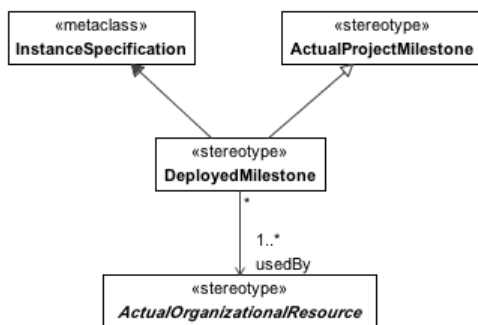 «metaclass»
InstanceSpecification
«stereotype»
ActualProjectMilestone
«stereotype»
DeployedMilestone
*
1..*
usedBy
«stereotype»
ActualOrganizationalResource